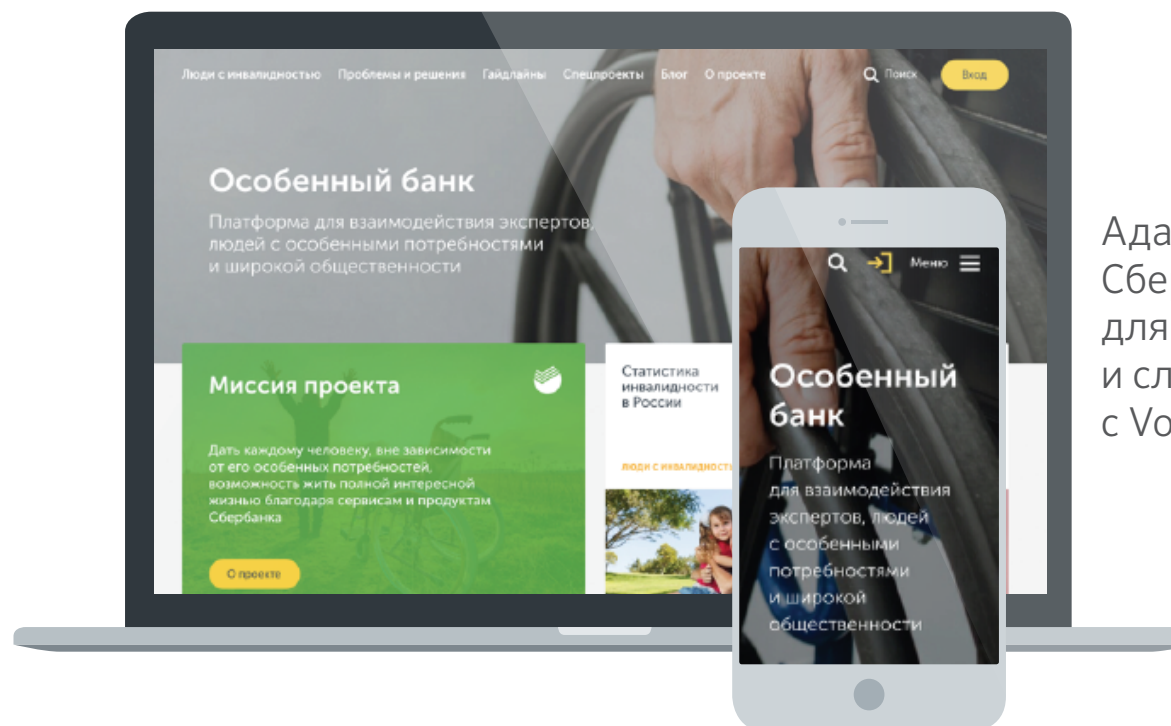 Люди с инвалидностью Проблемы и решения Гайдлайны Спецпроекты Блог О проекте Поиск Вход
Особенный банк
Платформа для взаимодействия экспертов,
людей с особенными потребностями
и широкой общественности
Миссия проекта
Дать каждому человеку, вне зависимости
от его особенных потребностей,
возможность жить полной интересной
жизнью благодаря сервисам и продуктам
Сбербанка
О проекте
Статистика
инвалидности
в России
ЛЮДИ С ИНВАЛИДНОСТЬ
Меню
Особенный
банк
Платформа
для взаимодействия
экспертов, людей
с особенными
потребностями
и широкой
общественности
Ада
Сбе
для
и сл
с Vo